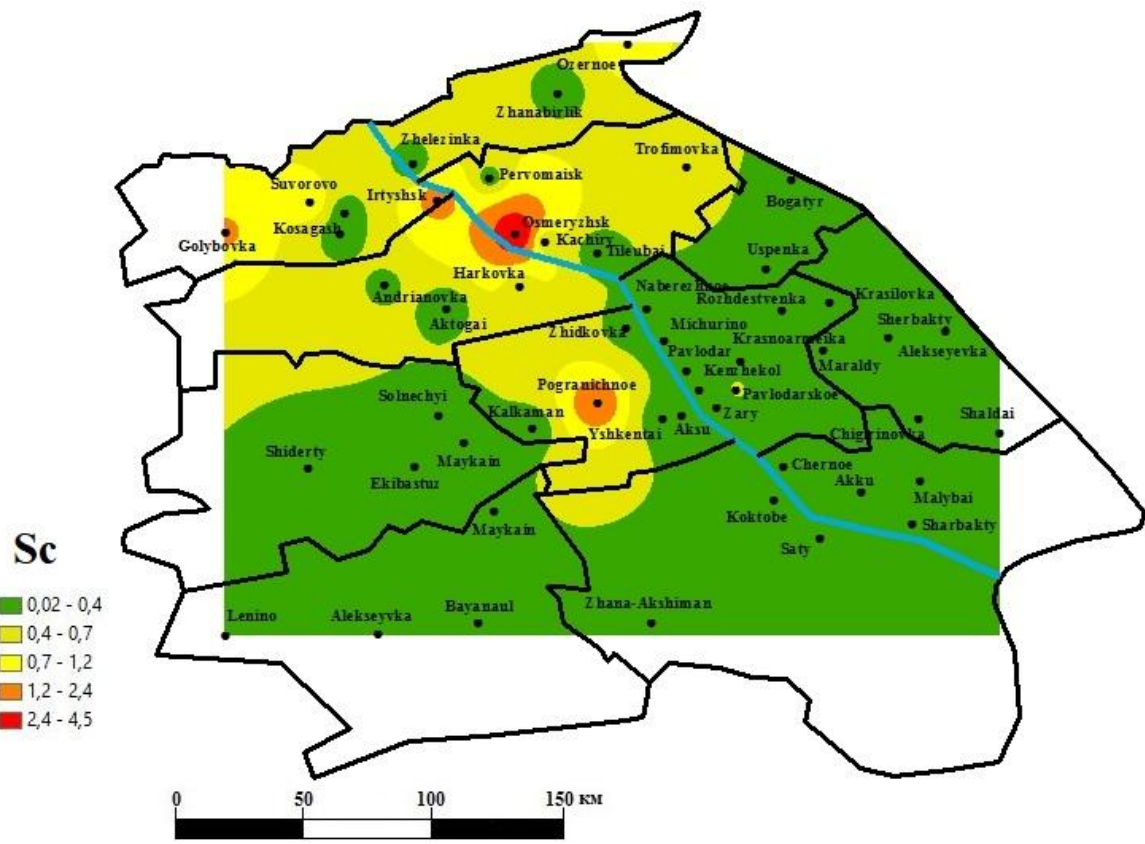 Ozernoe
Zhanabirlik
Zhelezinka
Trofimovka
Pervomaisk
Suvorovo
Irtyshsk
Bogatyr
Kosagash
Osmeryzhsk
Golybovka
Kachiry
Tileubai
Uspenka
Harkovka
Andrianovka
Naberezhnoe
Rozhdestvenka
Krasilovka
Aktogai
Zhidkovka
Michurino
Sherbakty
Krasnoarmeika
Pavlodar
Alekseyevka
Kenzhekol
Maraldy
Pogranichnoe
Pavlodarskoe
Solnechyi
Kalkaman
Zary
Shaldai
Yshkentai
Aksu
Chigirinovka
Shiderty
Maykain
Chernoe
Ekibastuz
Akku
Malybai
Maykain
Koktobe
Sharbakty
Saty
Sc
0,02 - 0,4
0,4 - 0,7
0,7 - 1,2
1,2 - 2,4
2,4 - 4,5
Lenino
Alekseyvka
Bayanaul
Zhana-Akshiman
0 50 100 150 км